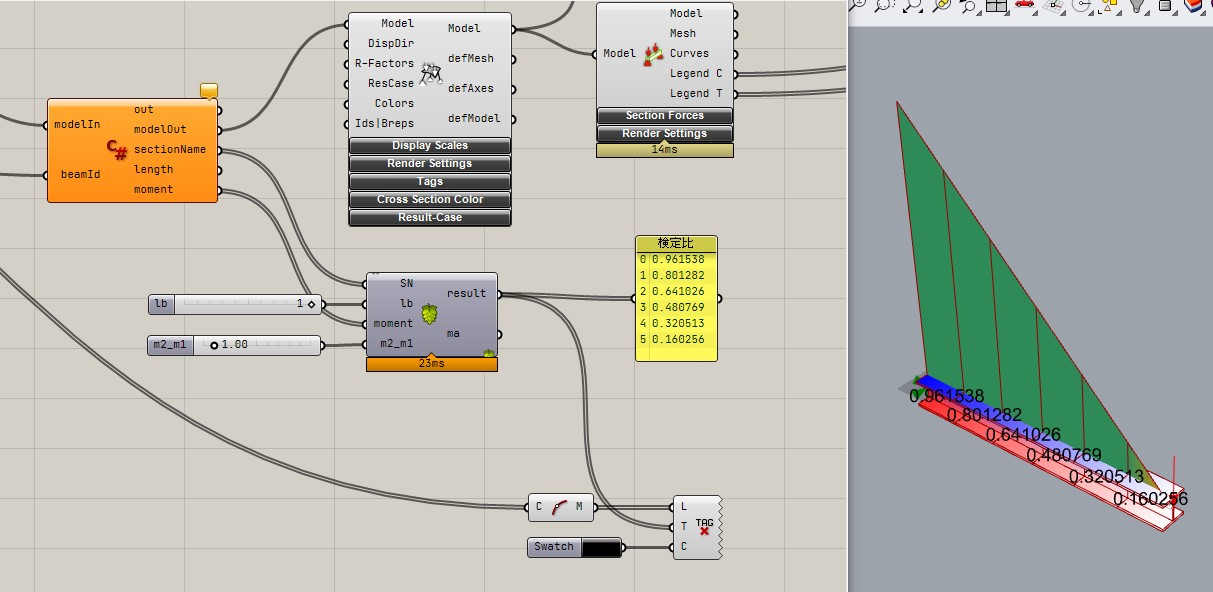 modelIn
beamId
C#
out
modelOut
sectionName
length
moment
Model
DispDir
R-Factors
ResCase
Colors
Ids|Breps
Model
defMesh
defAxes
defModel
Display Scales
Render Settings
Tags
Cross Section Color
Result-Case
Model
Model
Mesh
Curves
Legend C
Legend T
Section Forces
Render Settings
14ms
lb
1
m2_m1
1.00
SN
lb
moment
m2_m1
result
ma
23ms
検定比
0 0.961538
1 0.801282
2 0.641026
3 0.480769
4 0.320513
5 0.160256
C M
Swatch
L
T
C
TAG
0.961538
0.801282
0.641026
0.480769
0.320513
0.160256